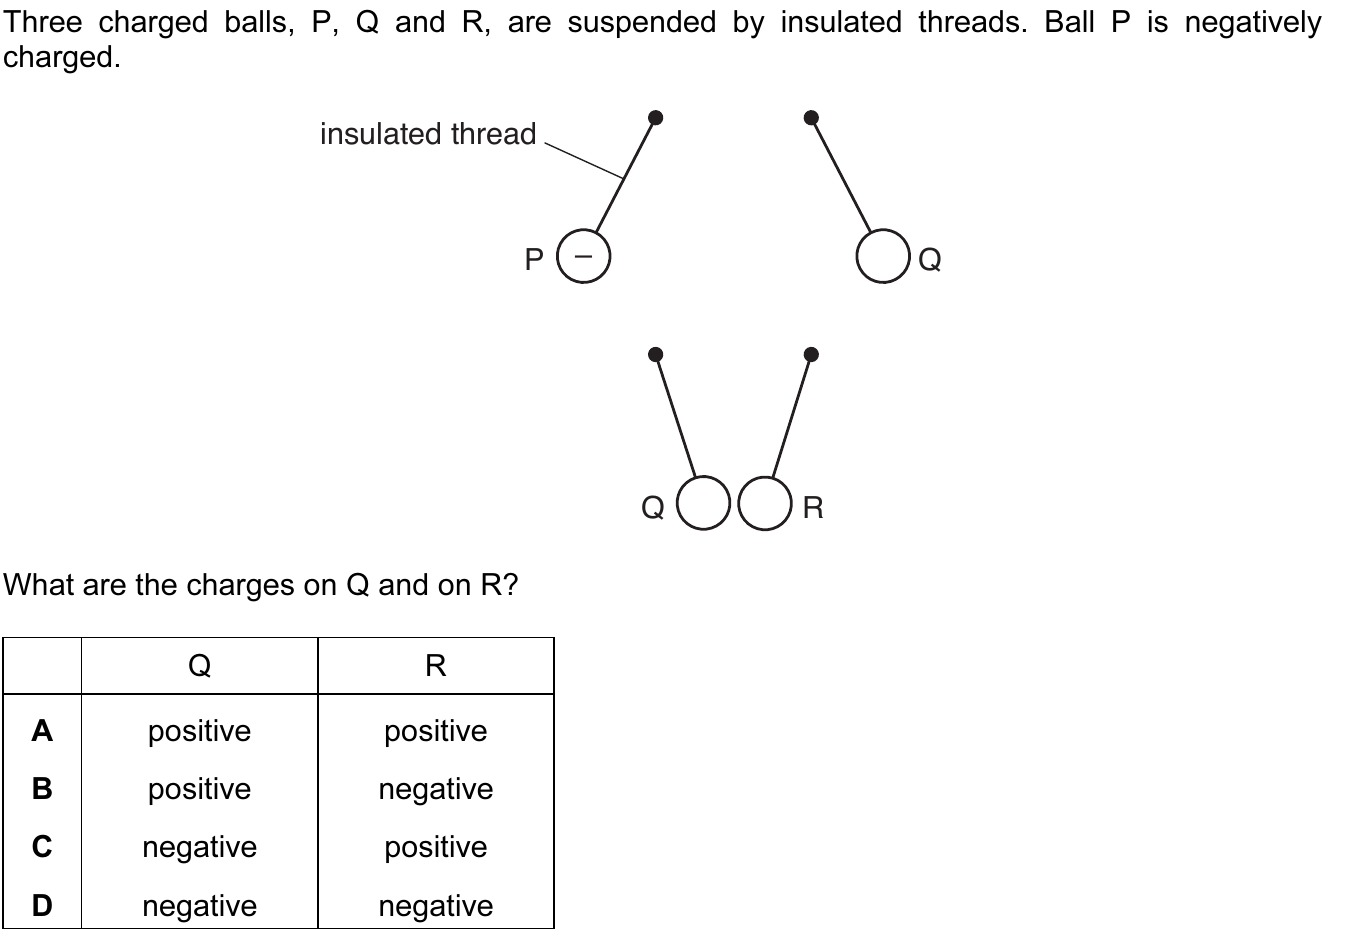 Three charged balls, P, Q and R, are suspended by insulated threads. Ball P is negatively
charged.
insulated thread
P − Q
Q R
What are the charges on Q and on R?
Q R
A positive positive
B positive negative
C negative positive
D negative negative